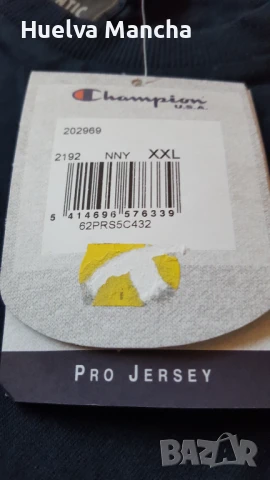 Huelva Mancha
Champion
U.S.A.
202969
2192 NNY XXL
5 414696 576339
62PRS5C432
PRO JERSEY
BAZAR